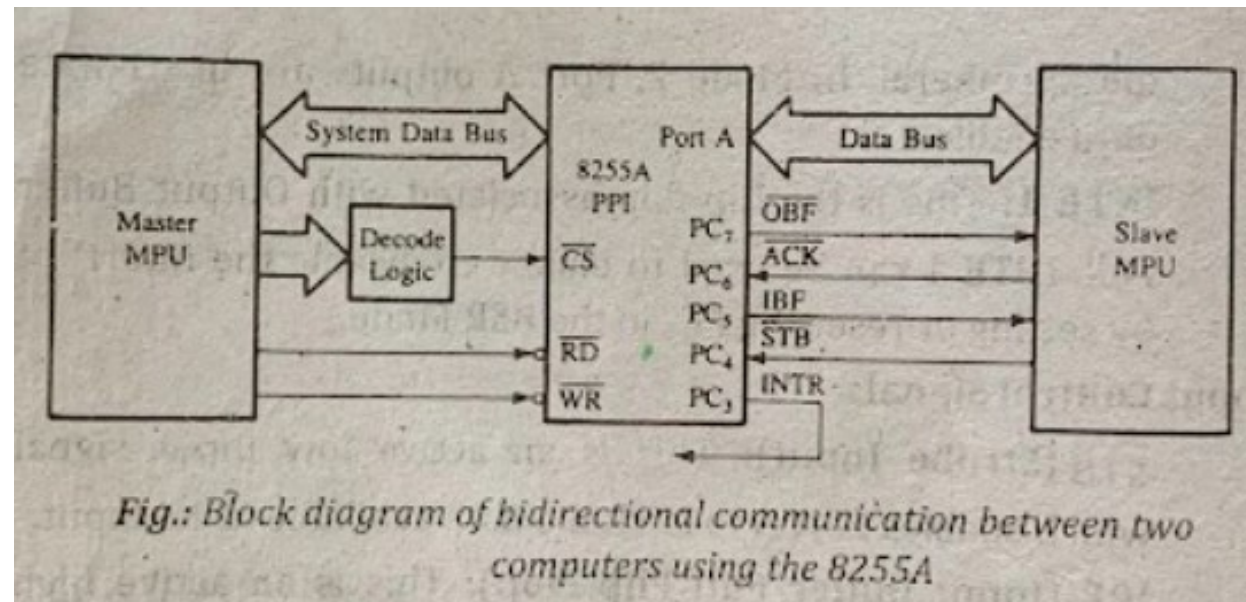 System Data Bus
Port A
Data Bus
8255A
PPI
Master
MPU
Decode
Logic
CS
RD
WR
PC7
PC6
PC5
PC4
PC3
OBF
ACK
IBF
STB
INTR
Slave
MPU
Fig.: Block diagram of bidirectional communication between two
computers using the 8255A